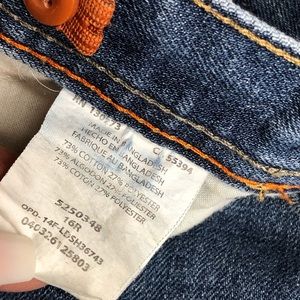 RN 130773 CA 55394
MADE IN BANGLADESH
HECHO EN BANGLADESH
FABRIQUE AU BANGLADESH
73% COTTON 27% POLYESTER
73% ALGODON 27% POLIESTER
73% COTON 27% POLYESTER
5250348
16R
040326125803